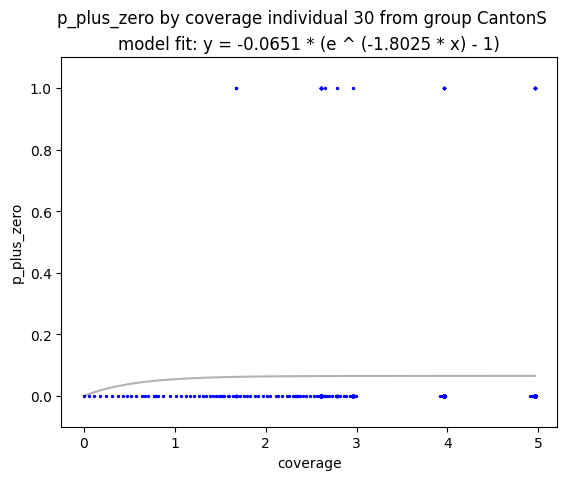 p_plus_zero by coverage individual 30 from group CantonS
model fit: y = -0.0651 * (e ^ (-1.8025 * x) - 1)
1.0
0.8
0.6
0.4
0.2
0.0
p_plus_zero
0 1 2 3 4 5
coverage